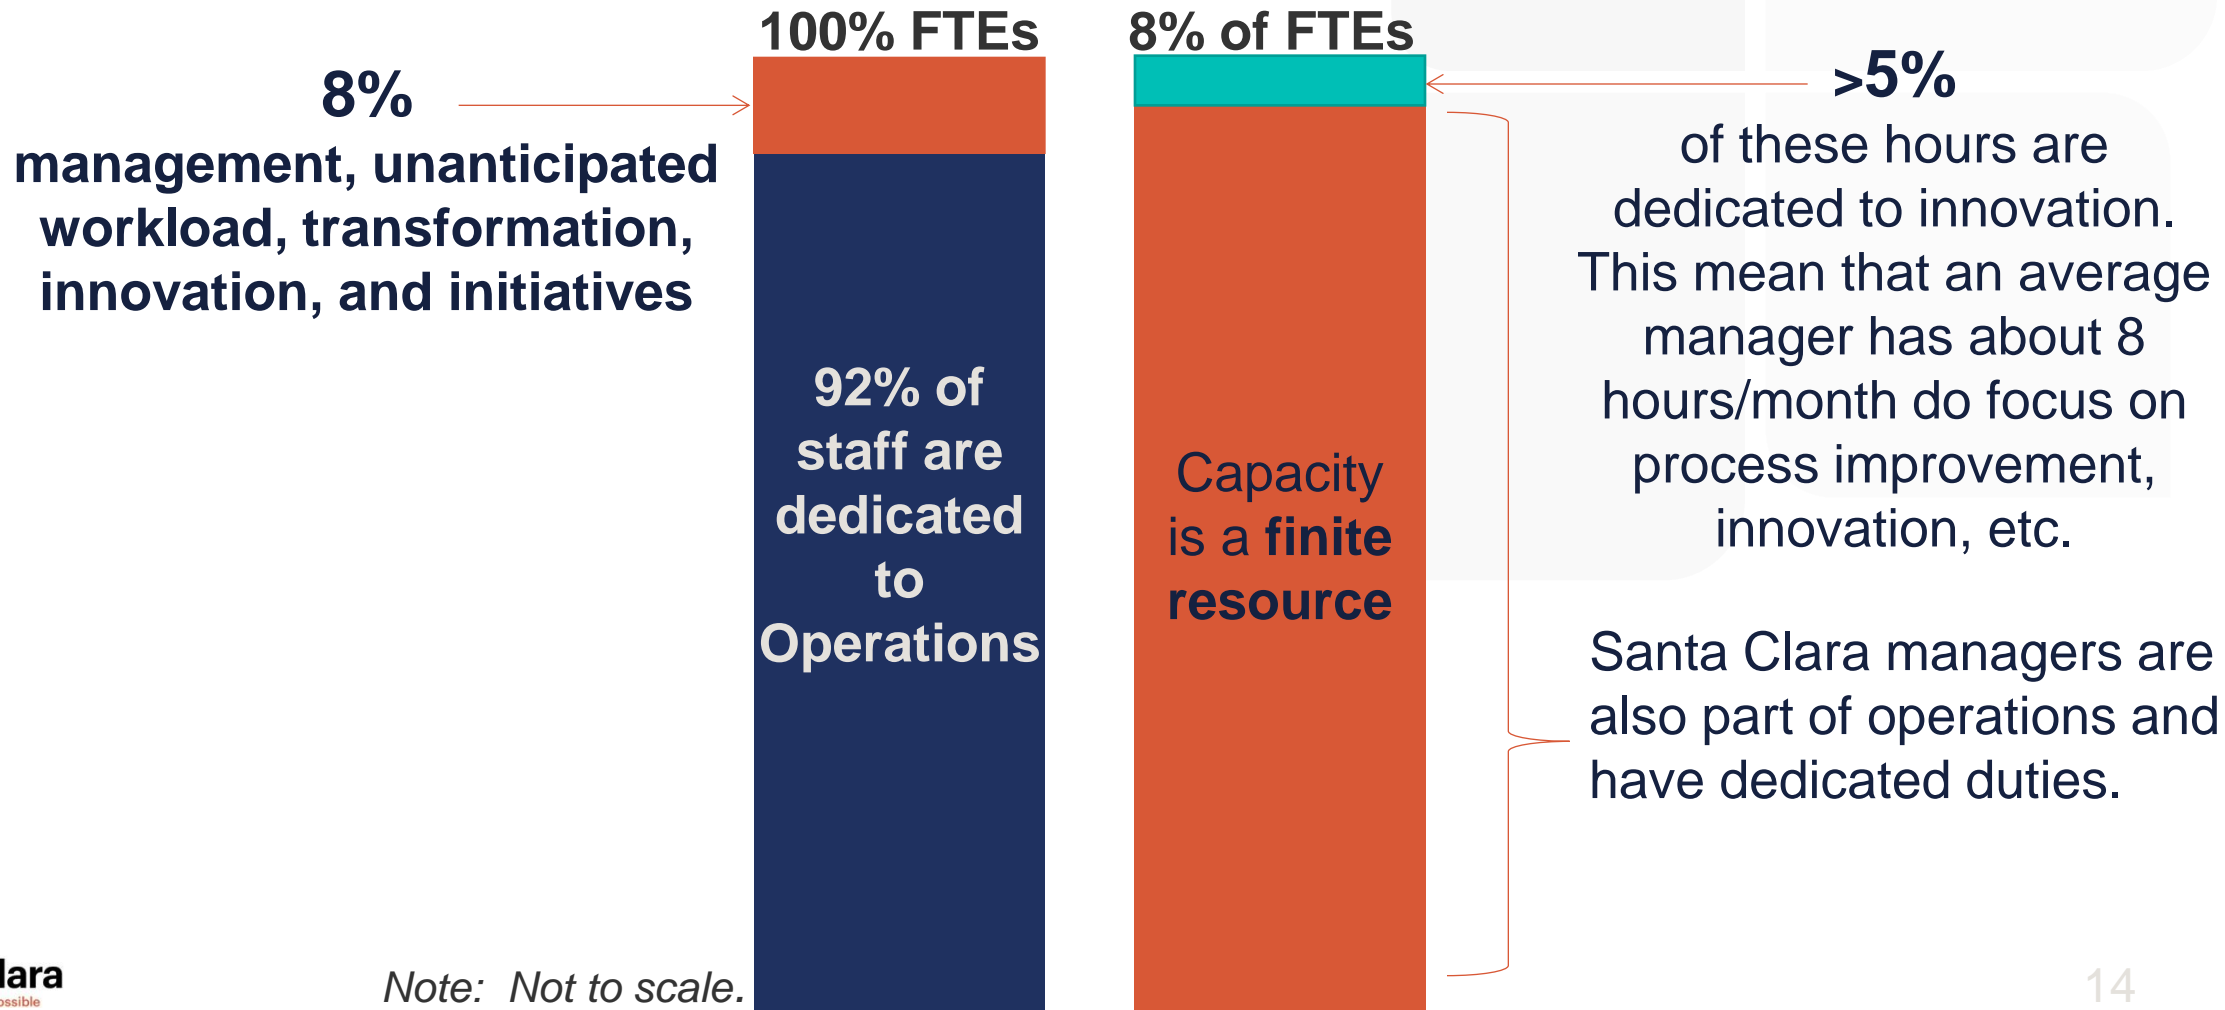 100% FTEs
8% of FTEs
8%
management, unanticipated
workload, transformation,
innovation, and initiatives
92% of
staff are
dedicated
to
Operations
Capacity
is a finite
resource
>5%
of these hours are
dedicated to innovation.
This mean that an average
manager has about 8
hours/month do focus on
process improvement,
innovation, etc.
Santa Clara managers are
also part of operations and
have dedicated duties.
lara
ossible
Note: Not to scale.
14